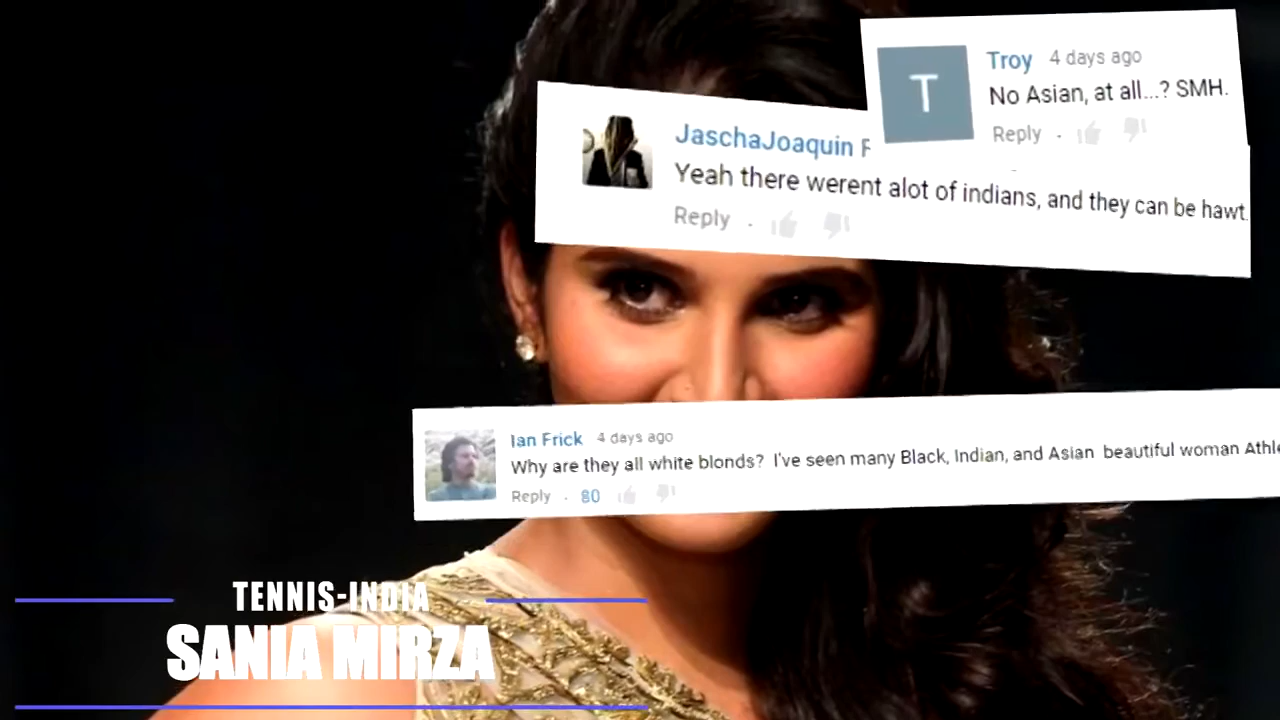 T
Troy 4 days ago
No Asian, at all...? SMH.
Reply ·
JaschaJoaquin
Yeah there werent alot of indians, and they can be hawt.
Reply ·
Ian Frick 4 days ago
Why are they all white blonds? I've seen many Black, Indian, and Asian beautiful woman Athl
Reply · 80
TENNIS-INDIA
SANIA MIRZA